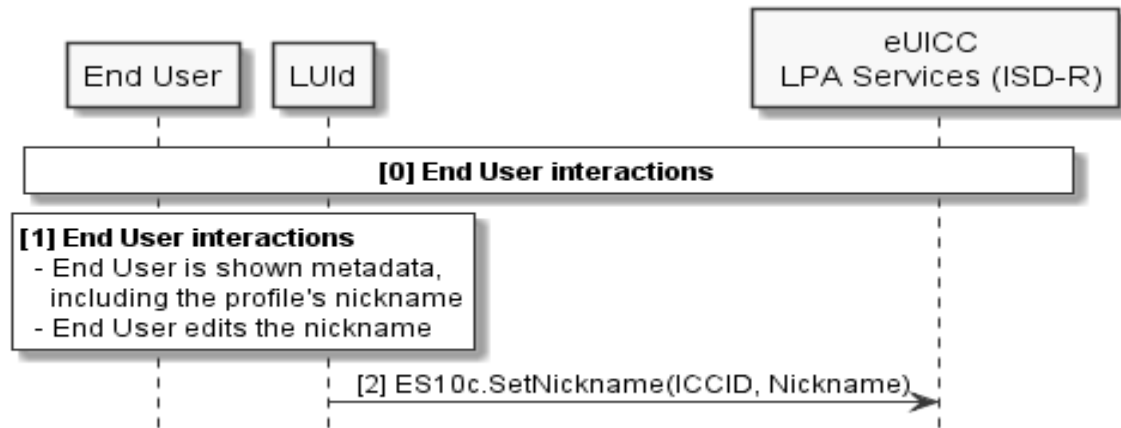 End User
LUId
eUICC
LPA Services (ISD-R)
[0] End User interactions
[1] End User interactions
- End User is shown metadata,
including the profile's nickname
- End User edits the nickname
[2] ES10c.SetNickname(ICCID, Nickname)